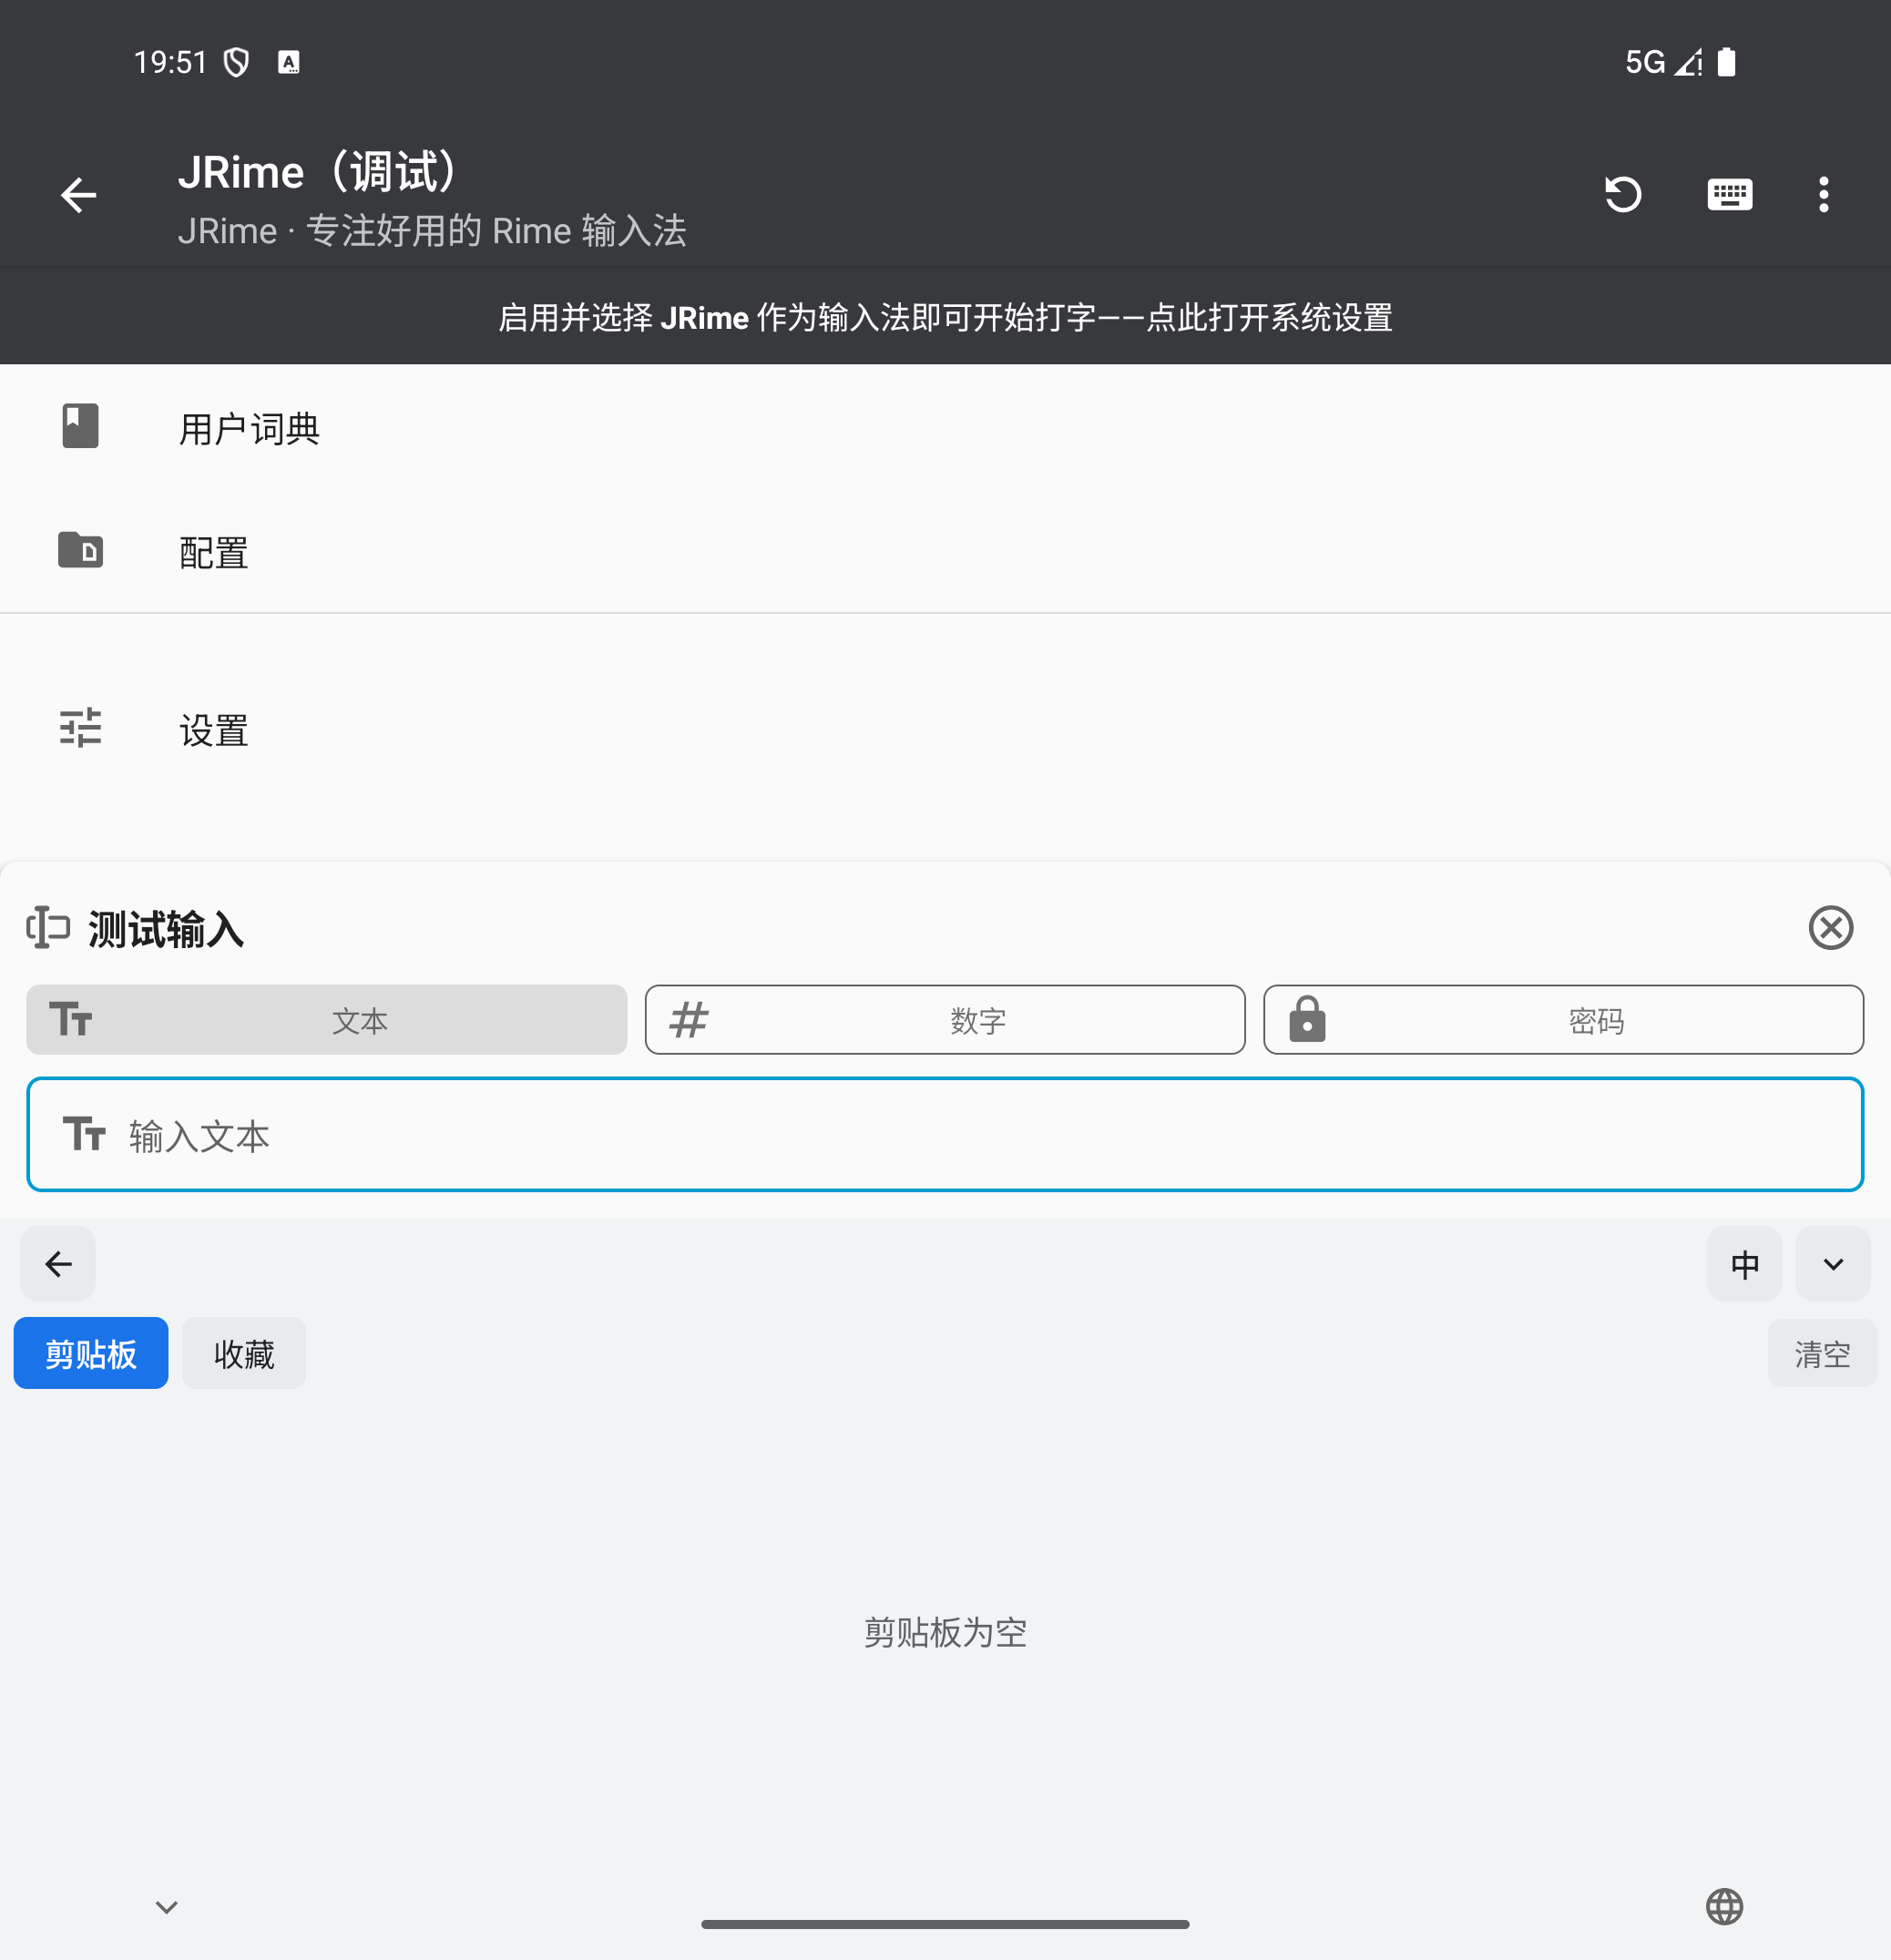 19:51
5G
JRime（调试）
JRime · 专注好用的 Rime 输入法
启用并选择 JRime 作为输入法即可开始打字——点此打开系统设置
用户词典
配置
设置
测试输入
文本
数字
密码
输入文本
中
剪贴板
收藏
清空
剪贴板为空